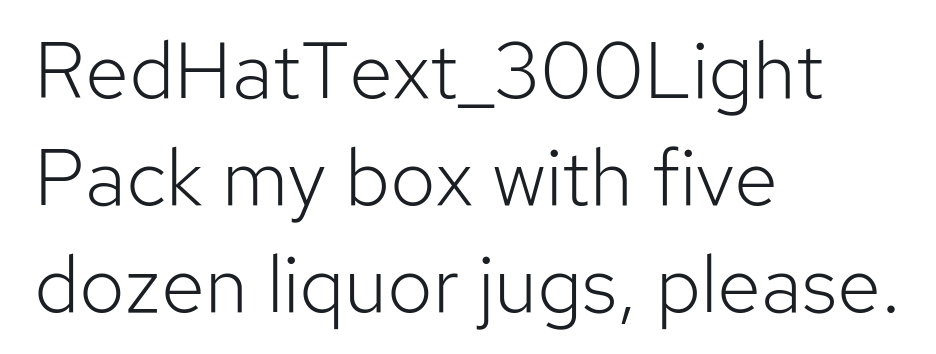 RedHatText_300Light
Pack my box with five
dozen liquor jugs, please.